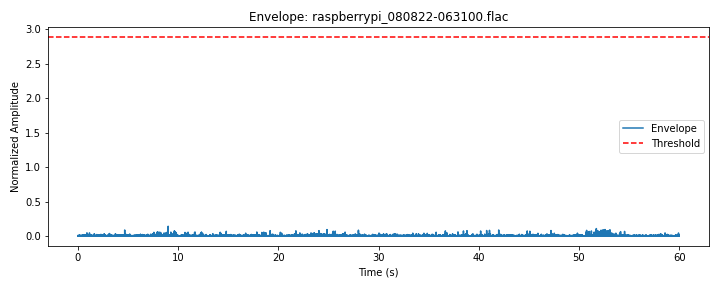 Envelope: raspberrypi_080822-063100.flac
3.0
2.5
2.0
1.5
1.0
0.5
0.0
Normalized Amplitude
Envelope
Threshold
0 10 20 30 40 50 60
Time (s)